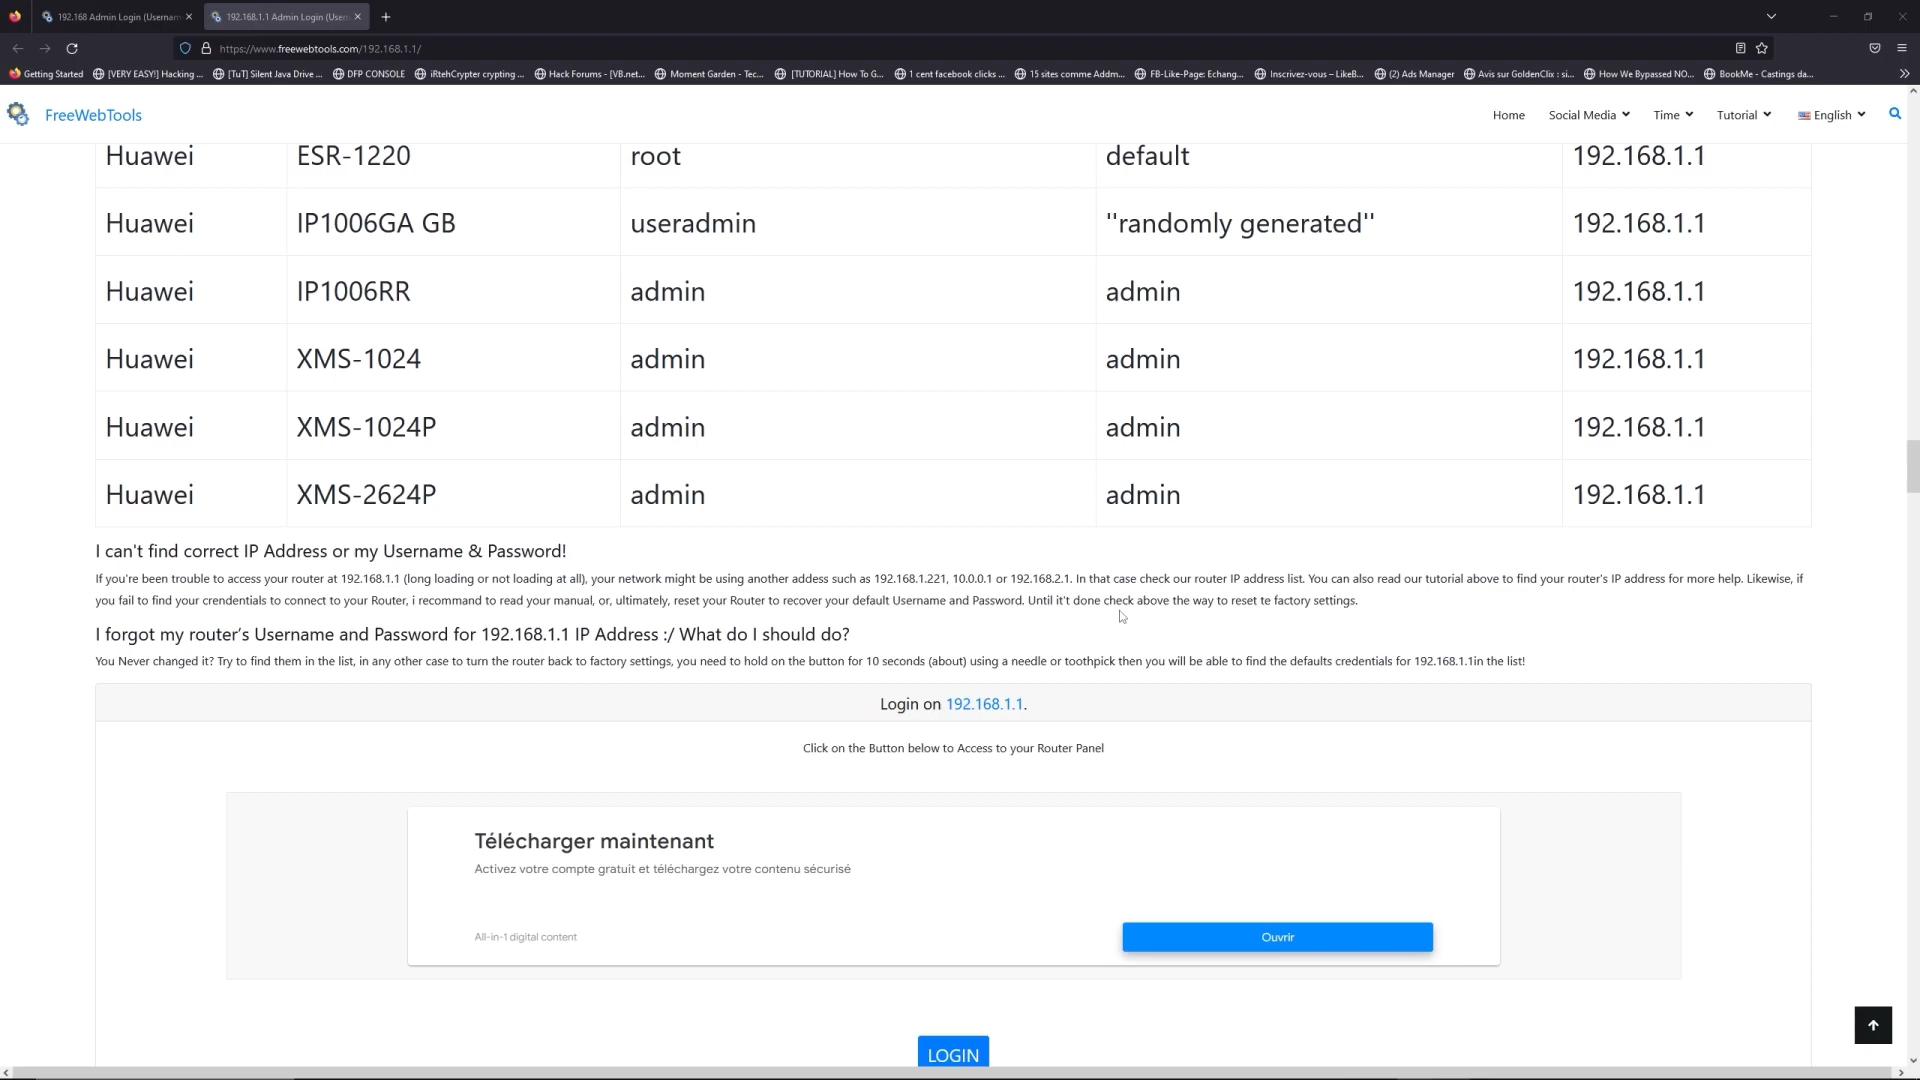 192.168 Admin Login (Usernam
192.168.1.1 Admin Login (Usern
https://www.freewebtools.com/192.168.1.1/
Getting Started
[VERY EASY!] Hacking ...
[TuT] Silent Java Drive ...
DFP CONSOLE
iRtehCrypter crypting ...
Hack Forums - [VB.net...
Moment Garden - Tec...
[TUTORIAL] How To G...
1 cent facebook clicks ...
15 sites comme Addm...
FB-Like-Page: Echang...
Inscrivez-vous – LikeB...
(2) Ads Manager
Avis sur GoldenClix : si...
How We Bypassed NO...
BookMe - Castings da...
FreeWebTools
Home Social Media Time Tutorial English
Huawei ESR-1220 root default 192.168.1.1
Huawei IP1006GA GB useradmin ''randomly generated'' 192.168.1.1
Huawei IP1006RR admin admin 192.168.1.1
Huawei XMS-1024 admin admin 192.168.1.1
Huawei XMS-1024P admin admin 192.168.1.1
Huawei XMS-2624P admin admin 192.168.1.1
I can't find correct IP Address or my Username & Password!
If you're been trouble to access your router at 192.168.1.1 (long loading or not loading at all), your network might be using another addess such as 192.168.1.221, 10.0.0.1 or 192.168.2.1. In that case check our router IP address list. You can also read our tutorial above to find your router's IP address for more help. Likewise, if
you fail to find your crendentials to connect to your Router, i recommand to read your manual, or, ultimately, reset your Router to recover your default Username and Password. Until it't done check above the way to reset te factory settings.
I forgot my router’s Username and Password for 192.168.1.1 IP Address :/ What do I should do?
You Never changed it? Try to find them in the list, in any other case to turn the router back to factory settings, you need to hold on the button for 10 seconds (about) using a needle or toothpick then you will be able to find the defaults credentials for 192.168.1.1in the list!
Login on 192.168.1.1.
Click on the Button below to Access to your Router Panel
Télécharger maintenant
Activez votre compte gratuit et téléchargez votre contenu sécurisé
All-in-1 digital content
Ouvrir
LOGIN